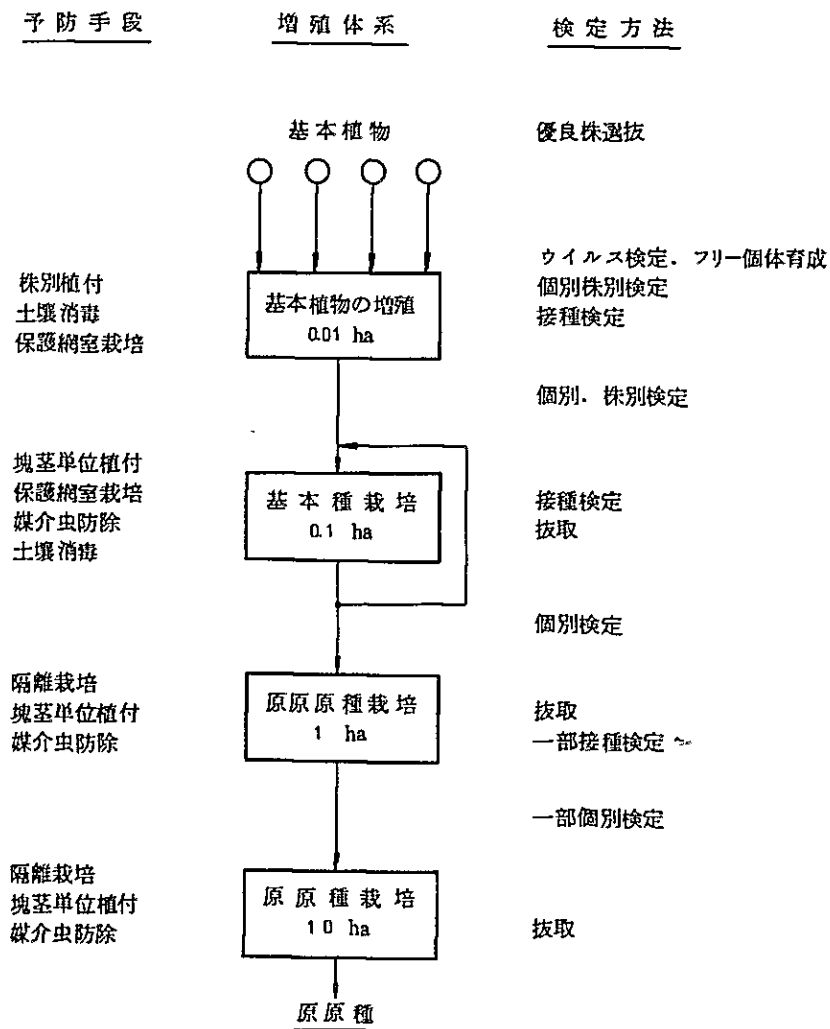 予防手段 増殖体系 検定方法
基本植物 優良株選抜
ウイルス検定．フリー個体育成
株別植付
土壌消毒
保護網室栽培
基本植物の増殖
0.01 ha
個別株別検定
接種検定
個別．株別検定
塊茎単位植付
保護網室栽培
媒介虫防除
土壌消毒
基本種栽培
0.1 ha
接種検定
抜取
個別検定
隔離栽培
塊茎単位植付
媒介虫防除
原原原種栽培
1 ha
抜取
一部接種検定
一部個別検定
隔離栽培
塊茎単位植付
媒介虫防除
原原種栽培
10 ha
抜取
原原種